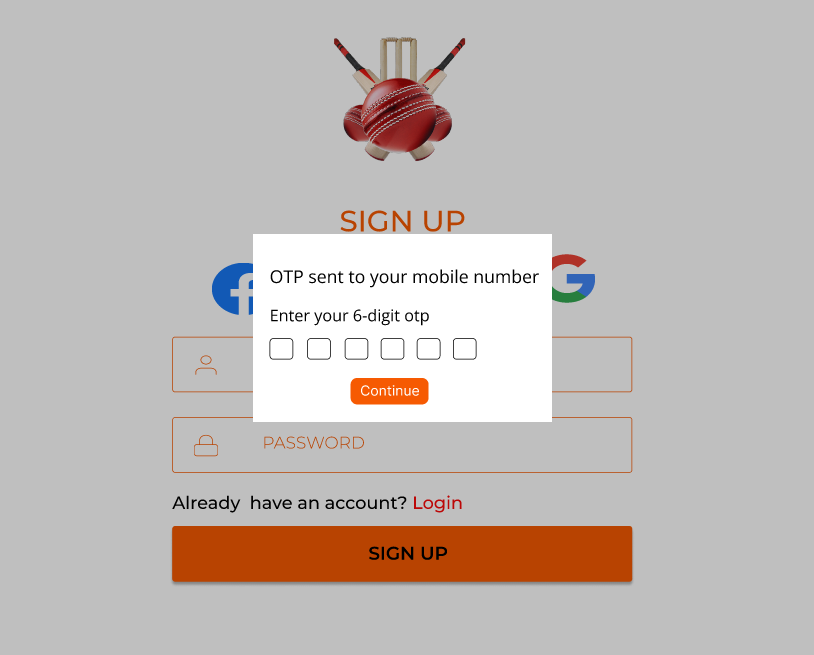 SIGN UP
OTP sent to your mobile number
Enter your 6-digit otp
Continue
PASSWORD
Already have an account? Login
SIGN UP